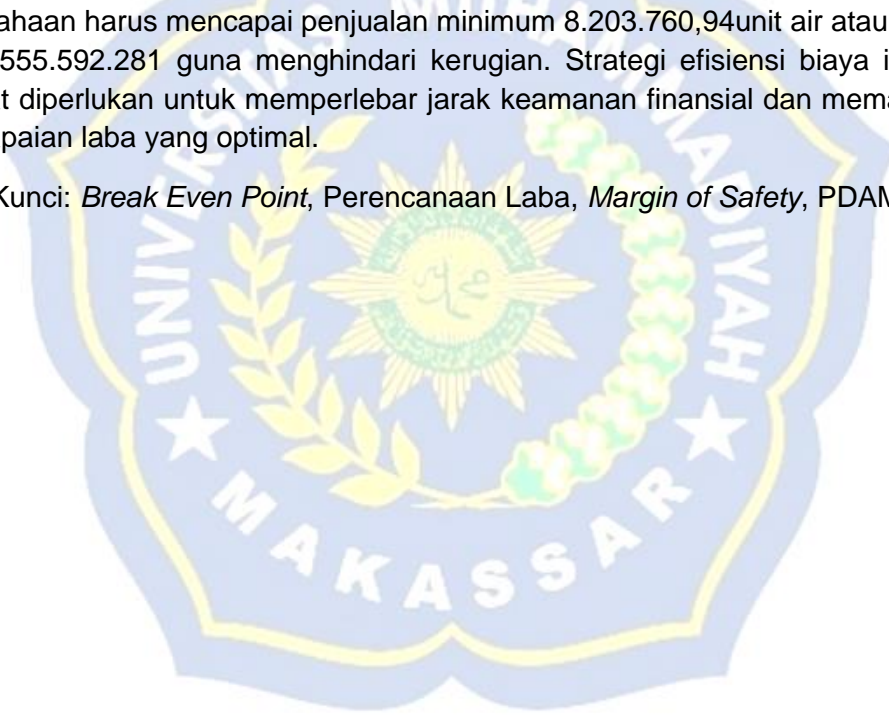 ahaan harus mencapai penjualan minimum 8.203.760,94unit air atau
555.592.281 guna menghindari kerugian. Strategi efisiensi biaya i
t diperlukan untuk memperlebar jarak keamanan finansial dan mema
paian laba yang optimal.
Kunci: Break Even Point, Perencanaan Laba, Margin of Safety, PDAM
UNIVERSITAS MUHAMMADIYAH
★ MAKASSAR ★